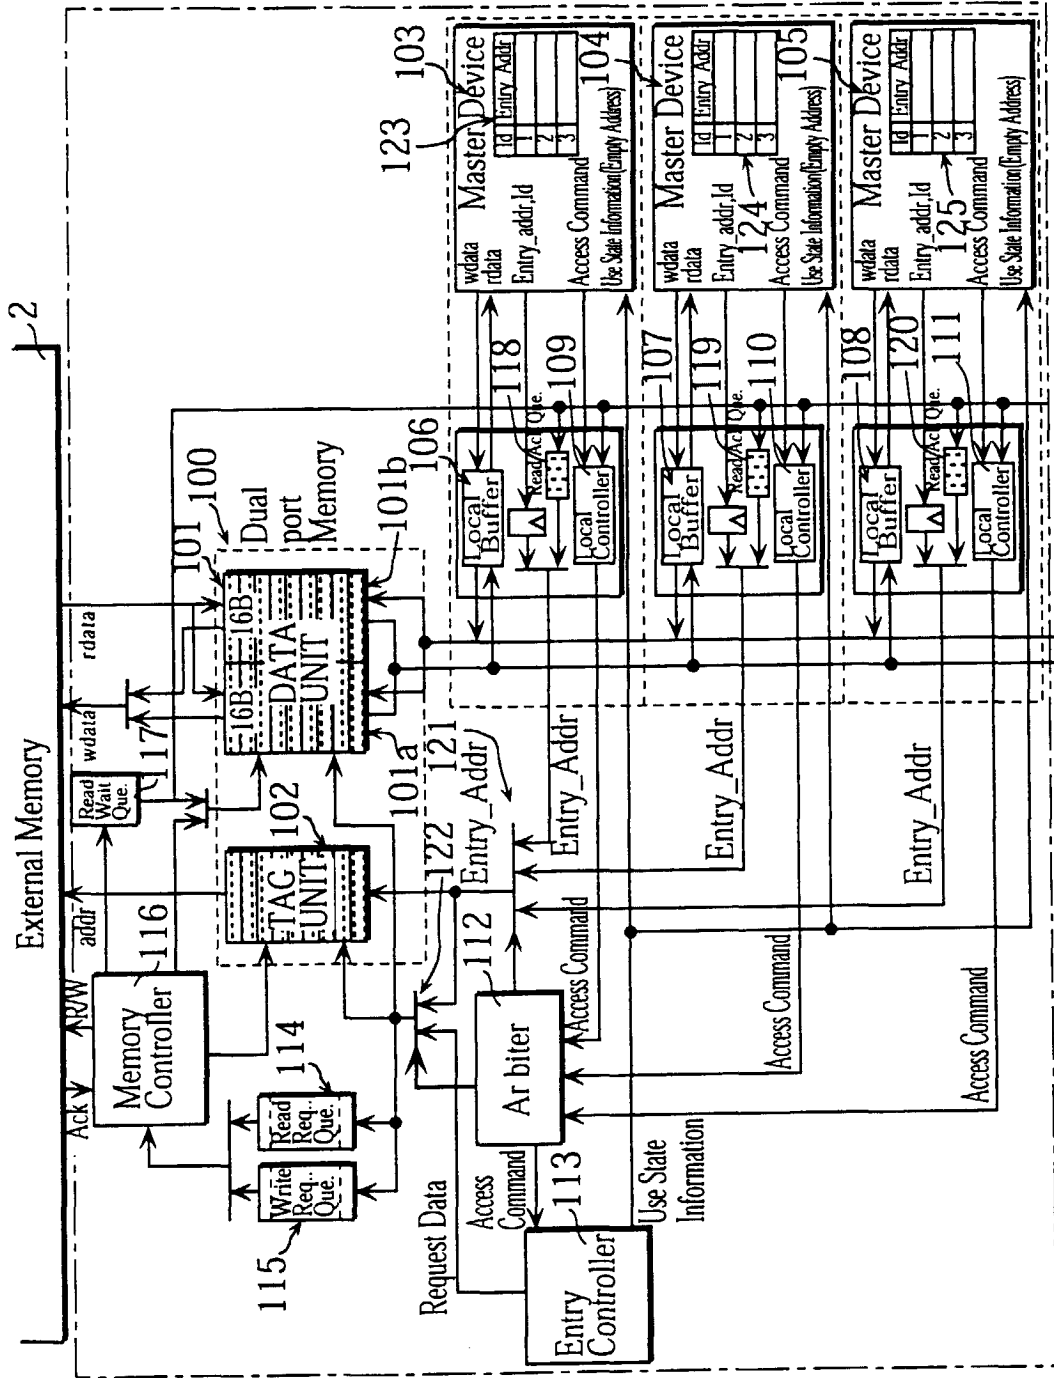 External Memory
2
Ack
R/W
addr
wdata
rdata
Memory
Controller
116
Read
Wait
Que.
117
101
100
Dual
port
Memory
16B
16B
DATA
UNIT
101a
101b
TAG
UNIT
102
Write
Req..
Que.
115
Read
Req..
Que.
114
Entry_Addr
121
122
Request Data
Access
Command
Arbiter
112
Entry
Controller
113
Use State
Information
Access Command
Access Command
Access Command
Entry_Addr
Entry_Addr
Entry_Addr
106
Local
Buffer
118
Read/Ack Que.
109
Local
Controller
107
Local
Buffer
119
Read/Ack Que.
110
Local
Controller
108
Local
Buffer
120
Read/Ack Que.
111
Local
Controller
Master Device
103
123
Id Entry Addr
1
2
3
wdata
rdata
Entry_addr,Id
Access Command
Use State Information(Empty Address)
Master Device
104
124
Id Entry Addr
1
2
3
wdata
rdata
Entry_addr,Id
Access Command
Use State Information(Empty Address)
Master Device
105
125
Id Entry Addr
1
2
3
wdata
rdata
Entry_addr,Id
Access Command
Use State Information(Empty Address)